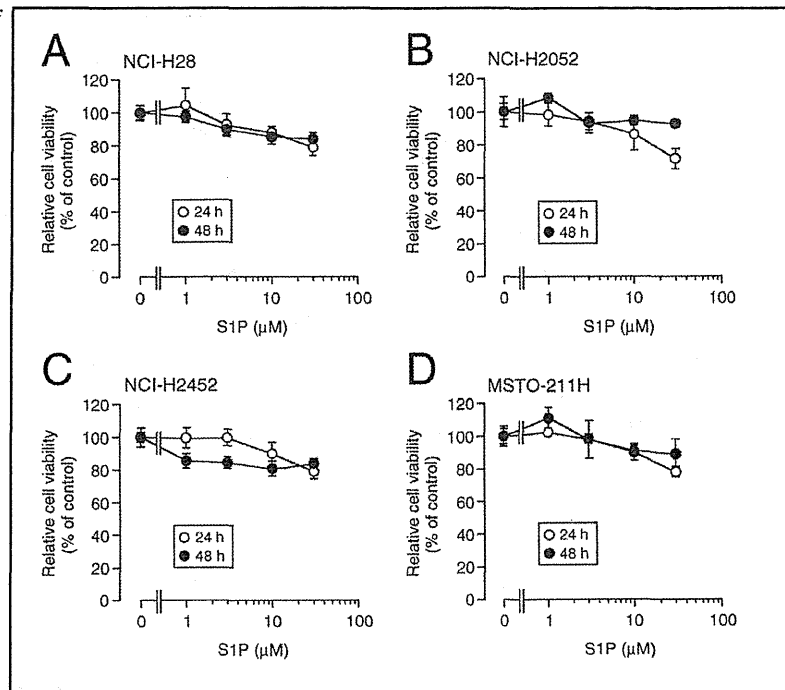 A
NCI-H28
Relative cell viability
(% of control)
120
100
80
60
40
20
0
24 h
48 h
0
1
10
100
S1P (μM)
B
NCI-H2052
Relative cell viability
(% of control)
120
100
80
60
40
20
0
24 h
48 h
0
1
10
100
S1P (μM)
C
NCI-H2452
Relative cell viability
(% of control)
120
100
80
60
40
20
0
24 h
48 h
0
1
10
100
S1P (μM)
D
MSTO-211H
Relative cell viability
(% of control)
120
100
80
60
40
20
0
24 h
48 h
0
1
10
100
S1P (μM)